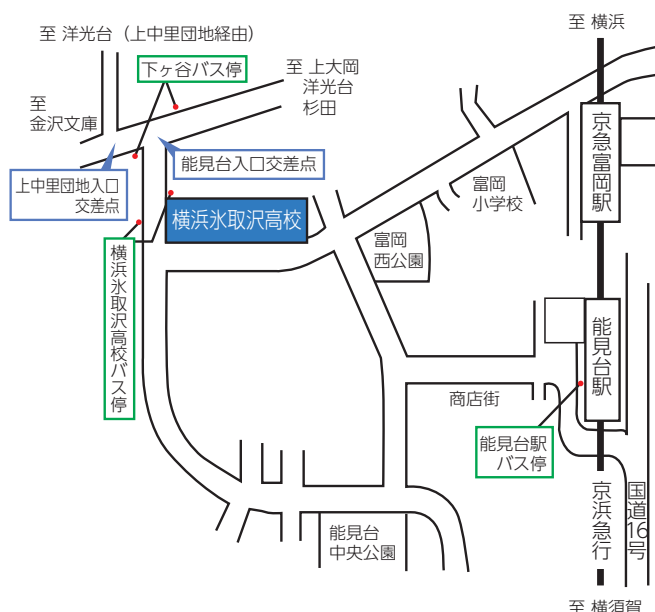 至 洋光台（上中里団地経由）
至 横浜
下ヶ谷バス停
至 上大岡
洋光台
杉田
至
金沢文庫
京急富岡駅
能見台入口交差点
上中里団地入口
交差点
富岡
小学校
横浜氷取沢高校
富岡
西公園
横浜氷取沢高校バス停
能見台駅
商店街
能見台駅
バス停
京浜急行
国道16号
能見台
中央公園
至 横須賀